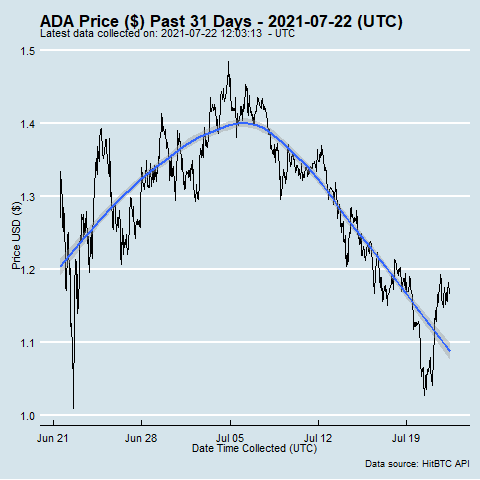 ADA Price ($) Past 31 Days - 2021-07-22 (UTC)
Latest data collected on: 2021-07-22 12:03:13 - UTC
1.5
1.4
1.3
1.2
1.1
1.0
Price USD ($)
Jun 21 Jun 28 Jul 05 Jul 12 Jul 19
Date Time Collected (UTC)
Data source: HitBTC API